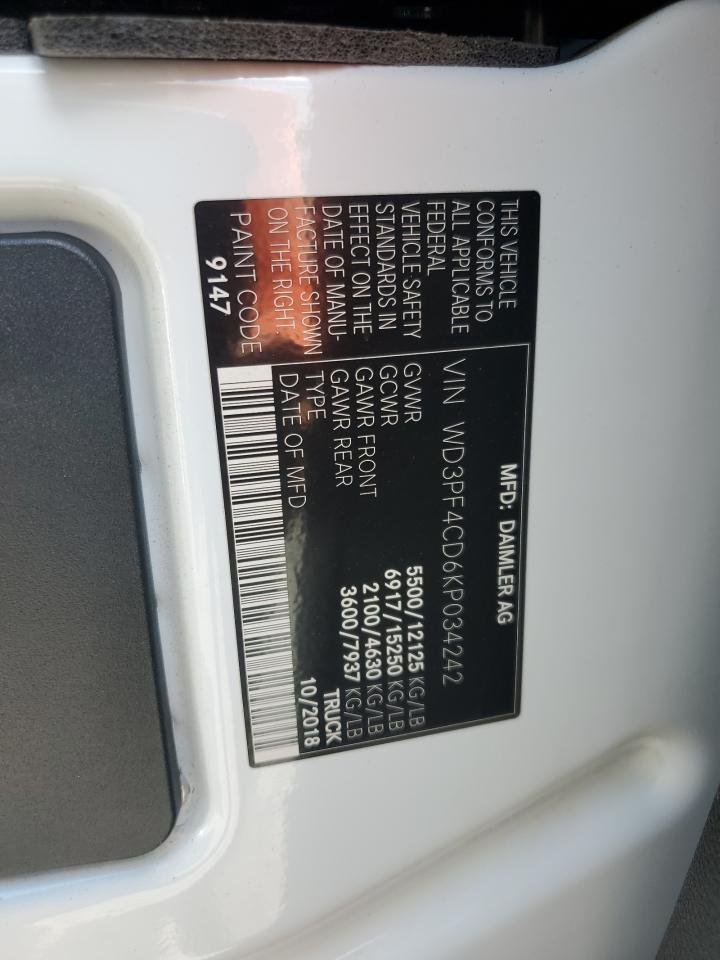 MFD: DAIMLER AG
THIS VEHICLE
CONFORMS TO
ALL APPLICABLE
FEDERAL
VEHICLE SAFETY
STANDARDS IN
EFFECT ON THE
DATE OF MANU-
FACTURE SHOWN
ON THE RIGHT.
PAINT CODE
9147
VIN WD3PF4CD6KP034242
GVWR 5500/12125 KG/LB
GCWR 6917/15250 KG/LB
GAWR FRONT 2100/4630 KG/LB
GAWR REAR 3600/7937 KG/LB
TYPE TRUCK
DATE OF MFD 10/2018